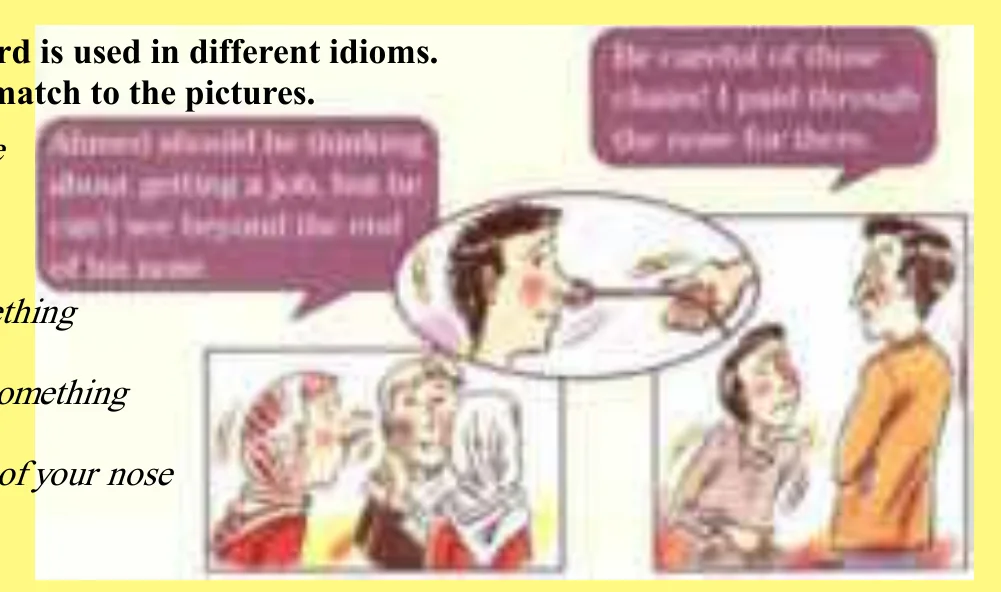 rd is used in different idioms.
match to the pictures.
e
Ahmed should be thinking
about getting a job, but he
can't see beyond the end
of his nose
Be careful of those
chairs! I paid through
the nose for them.
ething
omething
of your nose